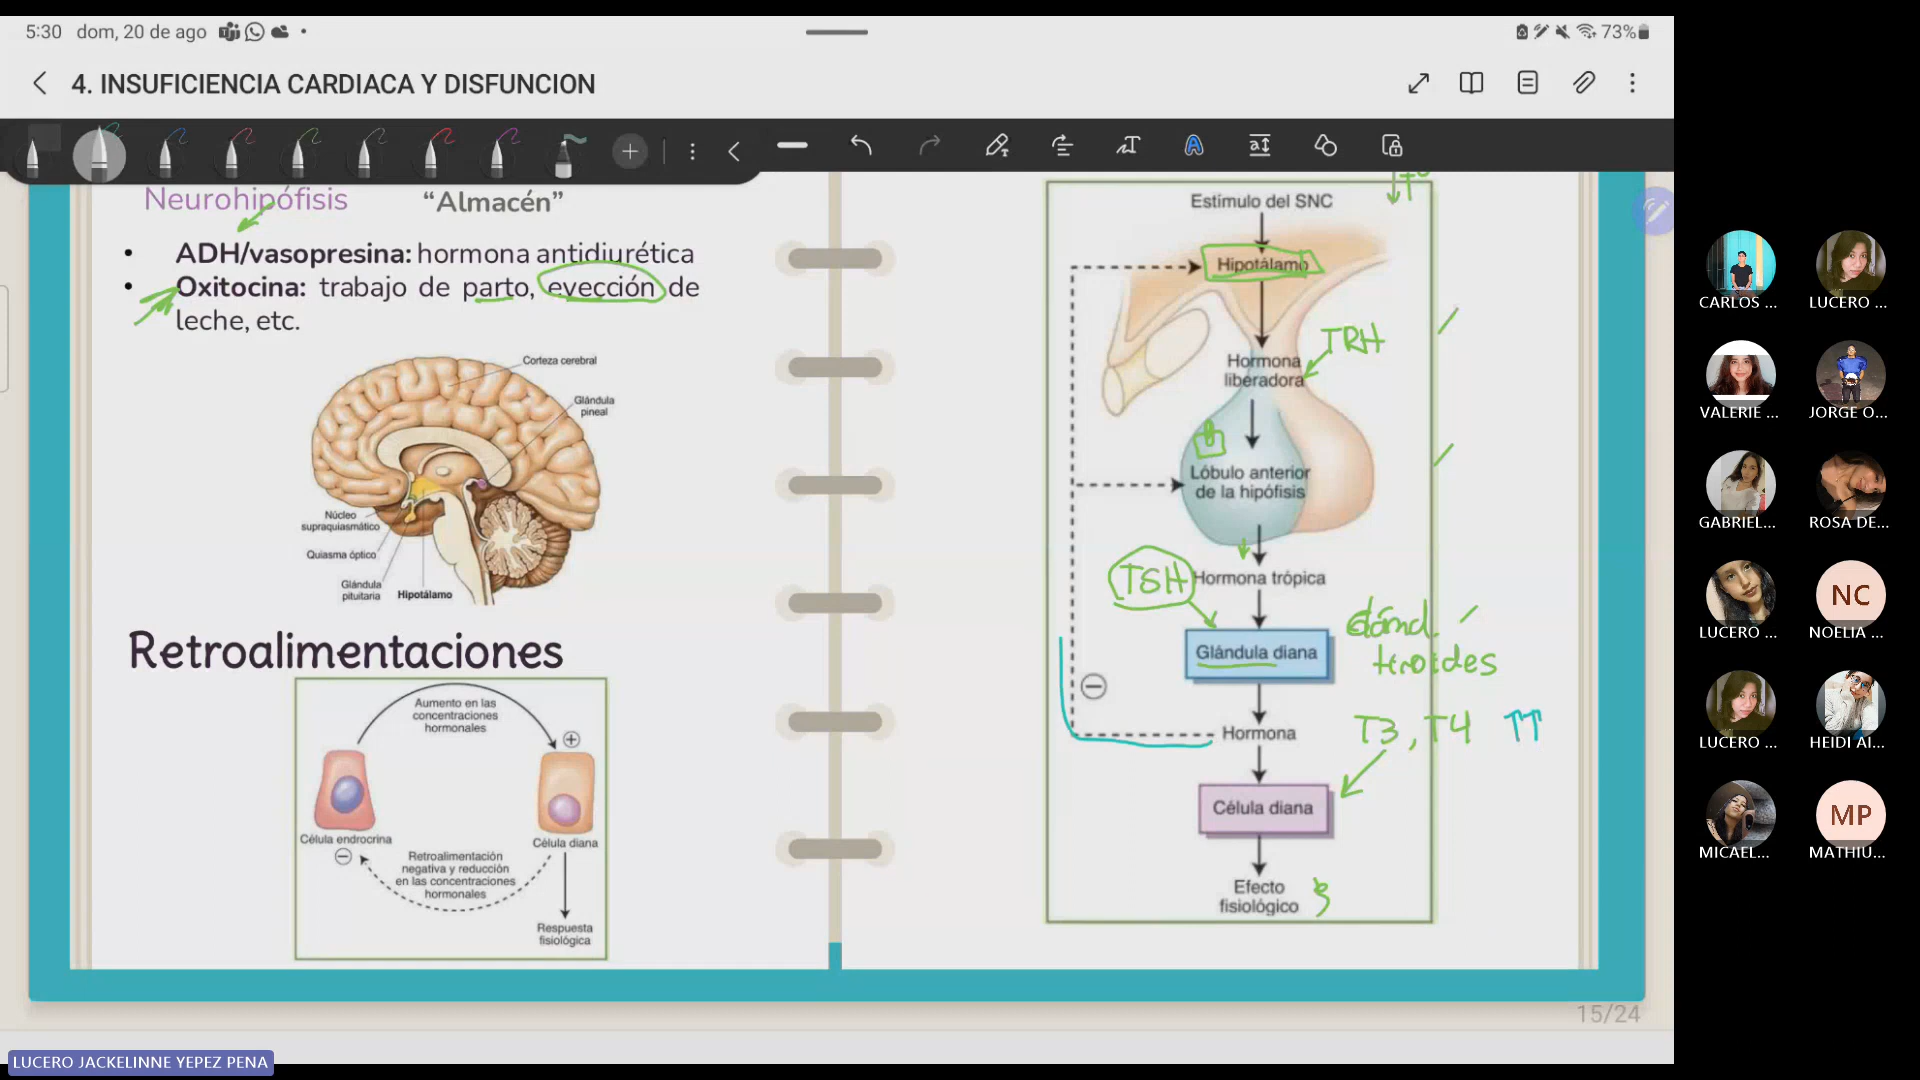 5:30 dom, 20 de ago
73%
4. INSUFICIENCIA CARDIACA Y DISFUNCION
Neurohipófisis
“Almacén”
• ADH/vasopresina: hormona antidiurética
• Oxitocina: trabajo de parto, eyección de
leche, etc.
Corteza cerebral
Glándula
pineal
Núcleo
supraquiasmático
Quiasma óptico
Glándula
pituitaria
Hipotálamo
Retroalimentaciones
Aumento en las
concentraciones
hormonales
Célula endocrina
Célula diana
Retroalimentación
negativa y reducción
en las concentraciones
hormonales
Respuesta
fisiológica
Estímulo del SNC
Hipotálamo
TRH
Hormona
liberadora
Lóbulo anterior
de la hipófisis
TSH
Hormona trópica
Glánd.
tiroides
Glándula diana
Hormona
T3, T4 ↑↑
Célula diana
Efecto
fisiológico
15/24
CARLOS ...
LUCERO ...
VALERIE ...
JORGE O...
GABRIEL...
ROSA DE...
LUCERO ...
NC
NOELIA ...
LUCERO ...
HEIDI AI...
MICAEL...
MP
MATHIU...
LUCERO JACKELINNE YEPEZ PENA